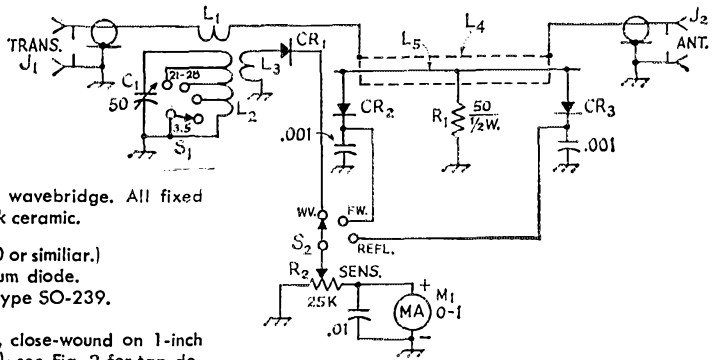 TRANS.
J1
L1
L4
L5
J2
ANT.
C1
50
21-28
3.5
S1
L2
L3
CR1
CR2
.001
R1
50
1/2W.
CR3
.001
WV.
FW.
REFL.
S2
R2
SENS.
25K
.01
+
MA
M1
0-1
-
wavebridge. All fixed
k ceramic.
0 or similiar.)
um diode.
ype SO-239.
, close-wound on 1-inch
see Fig. 2 for tap de-